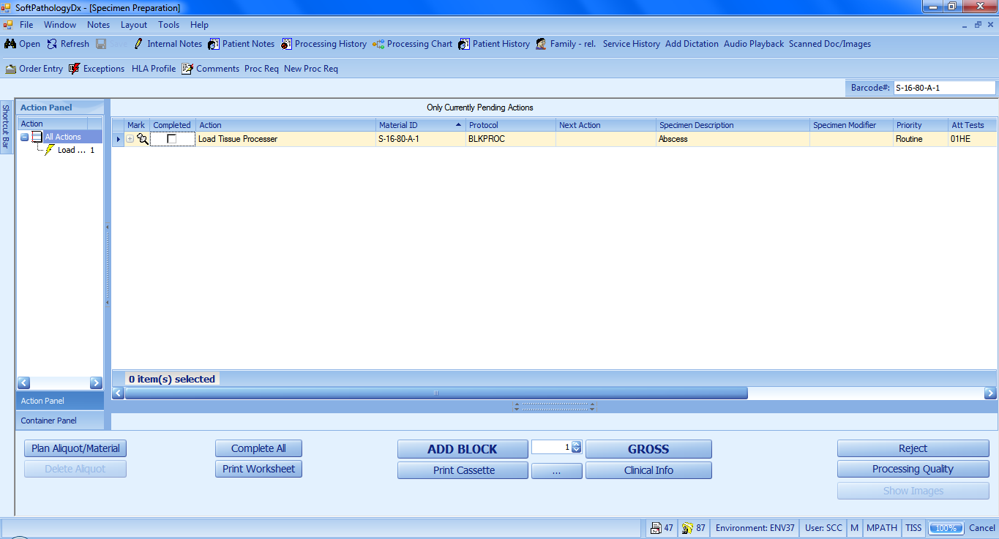 SoftPathologyDx - [Specimen Preparation]
File Window Notes Layout Tools Help
Open Refresh Save Internal Notes Patient Notes Processing History Processing Chart Patient History Family - rel. Service History Add Dictation Audio Playback Scanned Doc/Images
Order Entry Exceptions HLA Profile Comments Proc Req New Proc Req
Barcode#: S-16-80-A-1
Shortcut Bar
Action Panel
Action
All Actions
Load ... 1
Only Currently Pending Actions
Mark Completed Action Material ID Protocol Next Action Specimen Description Specimen Modifier Priority Att Tests
Load Tissue Processer S-16-80-A-1 BLKPROC Abscess Routine 01HE
0 item(s) selected
Action Panel
Container Panel
Plan Aliquot/Material Complete All ADD BLOCK 1 GROSS Reject
Delete Aliquot Print Worksheet Print Cassette ... Clinical Info Processing Quality
Show Images
47 87 Environment: ENV37 User: SCC M MPATH TISS 100% Cancel